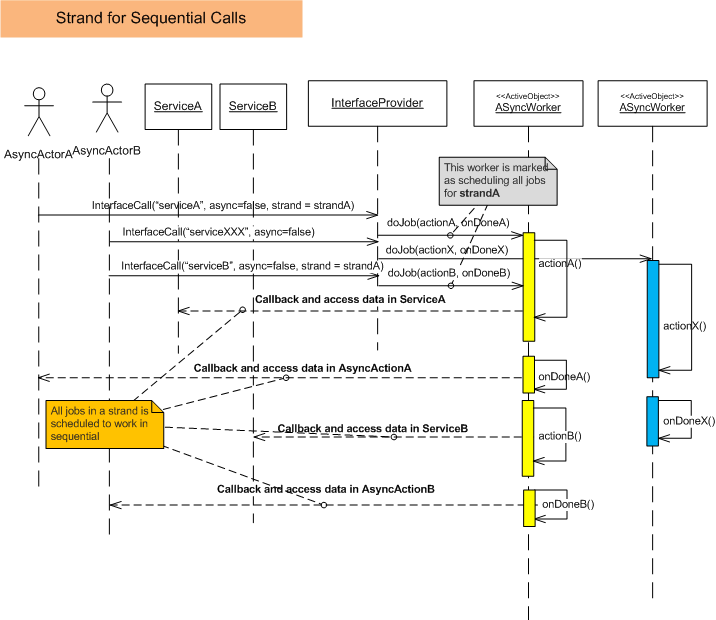 Strand for Sequential Calls
AsyncActorA
AsyncActorB
ServiceA
ServiceB
InterfaceProvider
<<ActiveObject>>
ASyncWorker
<<ActiveObject>>
ASyncWorker
This worker is marked
as scheduling all jobs
for strandA
InterfaceCall(“serviceA”, async=false, strand = strandA)
doJob(actionA, onDoneA)
InterfaceCall(“serviceXXX”, async=false)
doJob(actionX, onDoneX)
actionA()
InterfaceCall(“serviceB”, async=false, strand = strandA)
doJob(actionB, onDoneB)
Callback and access data in ServiceA
actionX()
Callback and access data in AsyncActionA
onDoneA()
All jobs in a strand is
scheduled to work in
sequential
onDoneX()
Callback and access data in ServiceB
actionB()
Callback and access data in AsyncActionB
onDoneB()